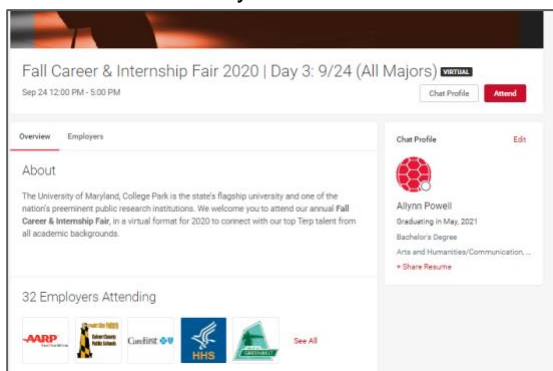 Fall Career & Internship Fair 2020 | Day 3: 9/24 (All Majors) VIRTUAL
Sep 24 12:00 PM - 5:00 PM
Chat Profile
Attend
Overview
Employers
About
The University of Maryland, College Park is the state's flagship university and one of the
nation's preeminent public research institutions. We welcome you to attend our annual Fall
Career & Internship Fair, in a virtual format for 2020 to connect with our top Terp talent from
all academic backgrounds.
32 Employers Attending
AARP
Calvert County
Public Schools
CareFirst
HHS
GREENBELT
See All
Chat Profile
Edit
Allynn Powell
Graduating in May, 2021
Bachelor's Degree
Arts and Humanities/Communication, ...
+ Share Resume